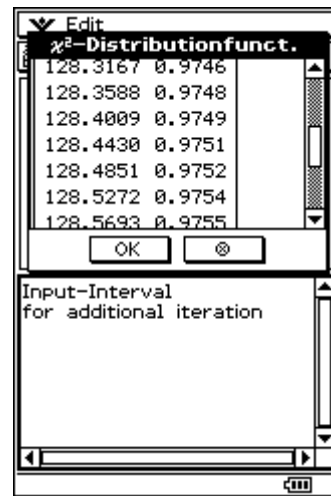 Edit
χ²-Distributionfunct.
128.3167 0.9746
128.3588 0.9748
128.4009 0.9749
128.4430 0.9751
128.4851 0.9752
128.5272 0.9754
128.5693 0.9755
OK
Input-Interval
for additional iteration